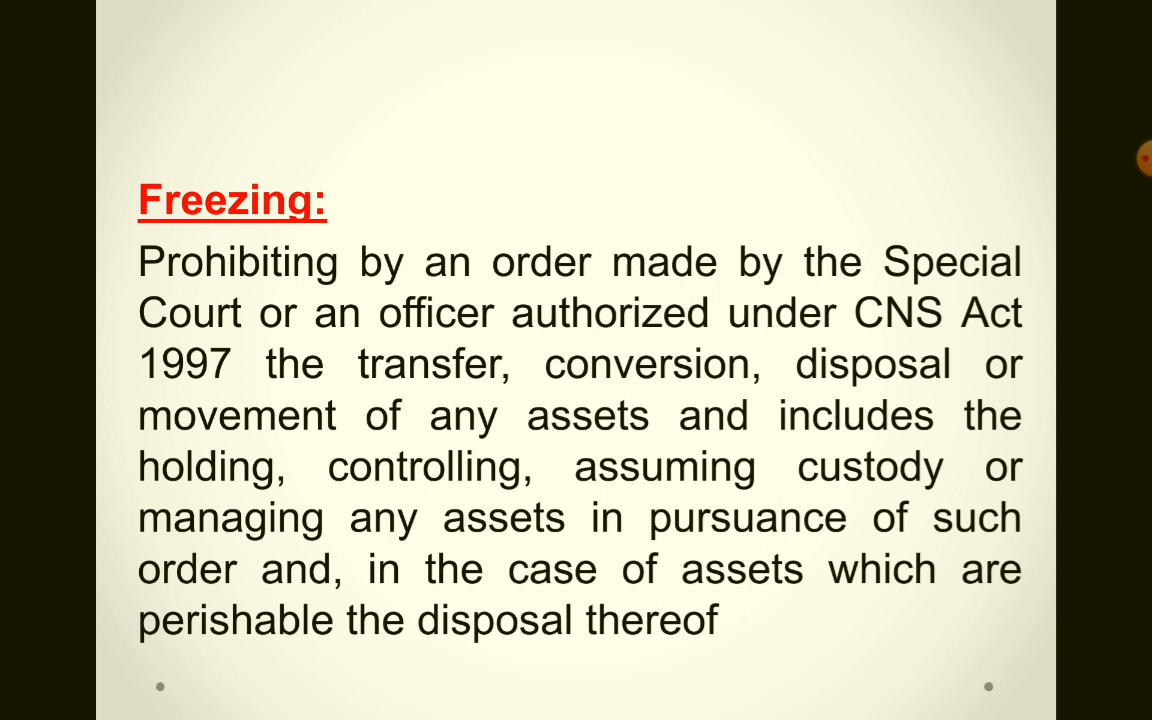 Freezing:
Prohibiting by an order made by the Special
Court or an officer authorized under CNS Act
1997 the transfer, conversion, disposal or
movement of any assets and includes the
holding, controlling, assuming custody or
managing any assets in pursuance of such
order and, in the case of assets which are
perishable the disposal thereof